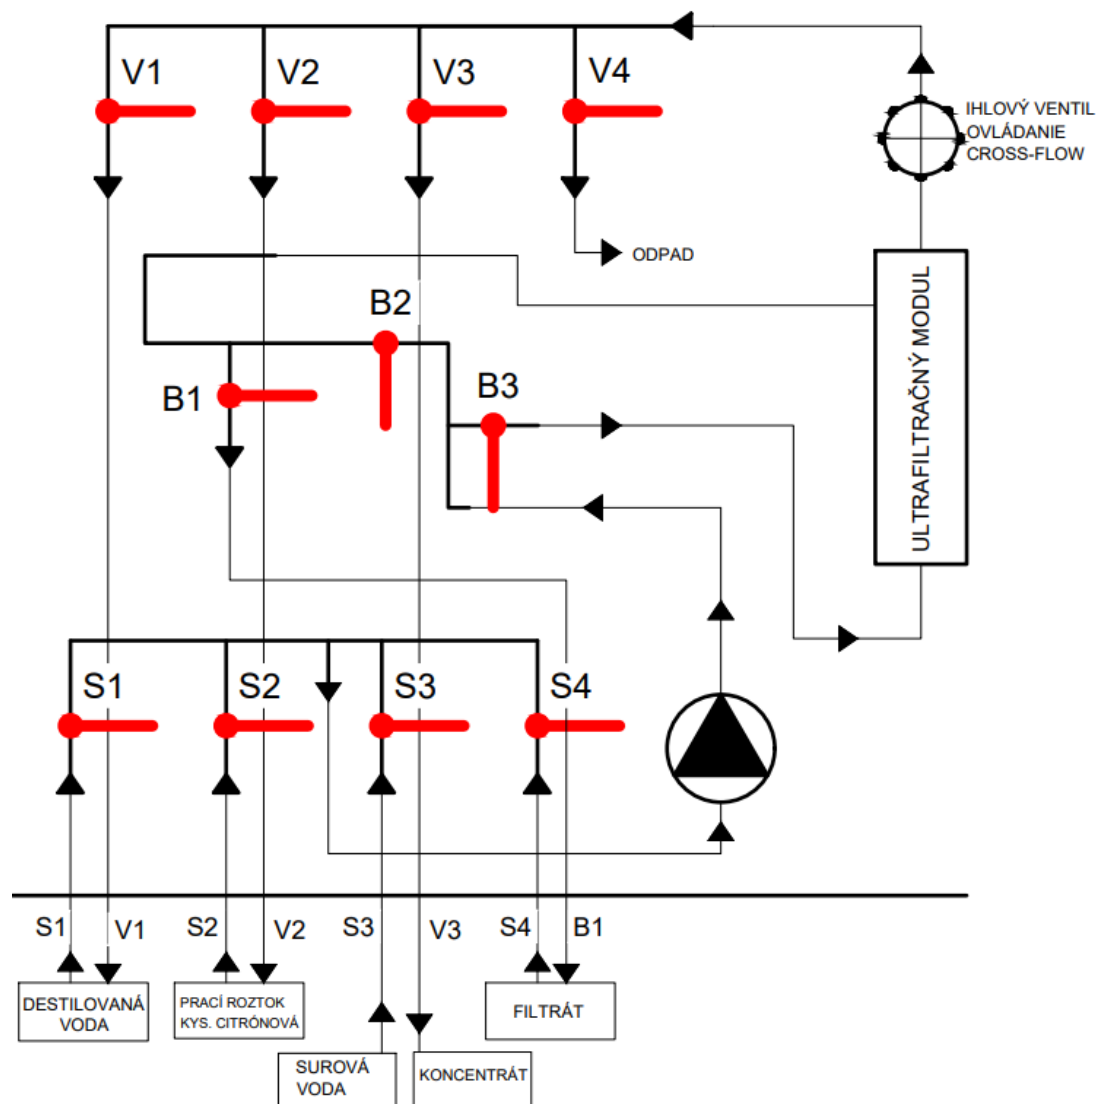 V1
V2
V3
V4
IHLOVÝ VENTIL
OVLÁDANIE
CROSS-FLOW
ODPAD
B2
B1
B3
ULTRAFILTRAČNÝ MODUL
S1
S2
S3
S4
S1
V1
S2
V2
S3
V3
S4
B1
DESTILOVANÁ
VODA
PRACÍ ROZTOK
KYS. CITRÓNOVÁ
FILTRÁT
SUROVÁ
VODA
KONCENTRÁT